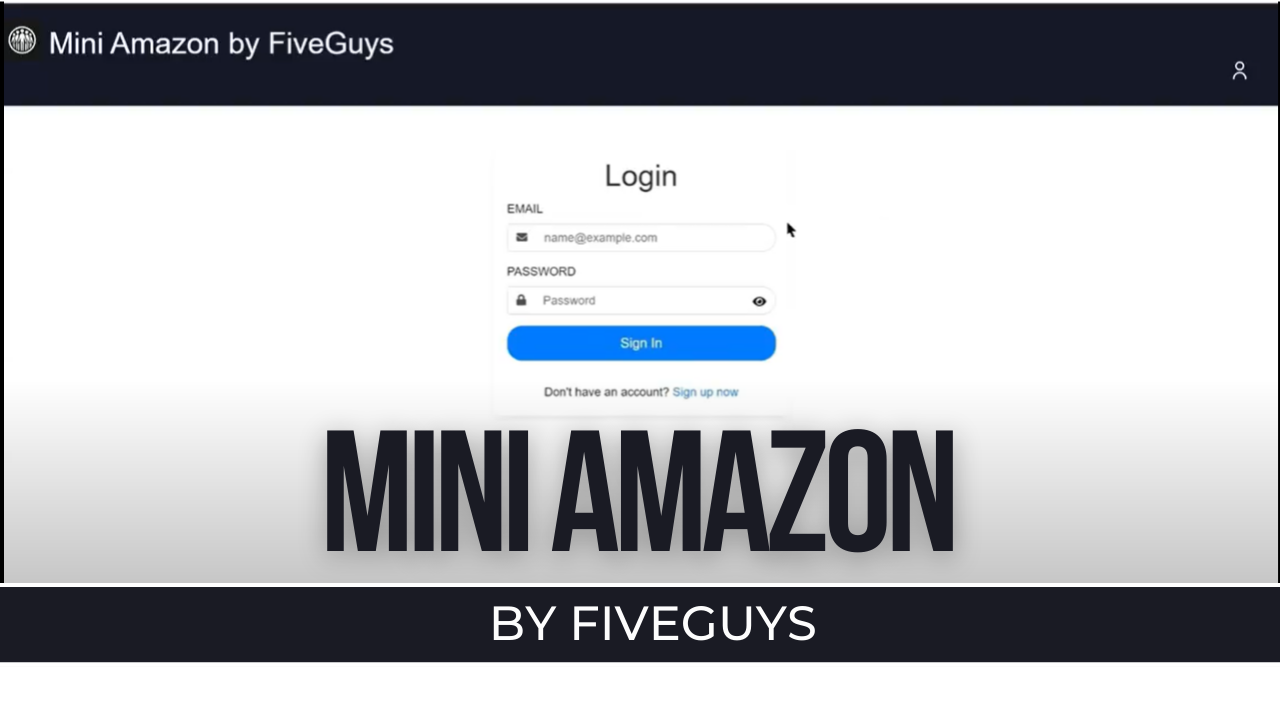 Mini Amazon by FiveGuys
Login
EMAIL
name@example.com
PASSWORD
Password
Sign In
Don't have an account? Sign up now
MINI AMAZON
BY FIVEGUYS